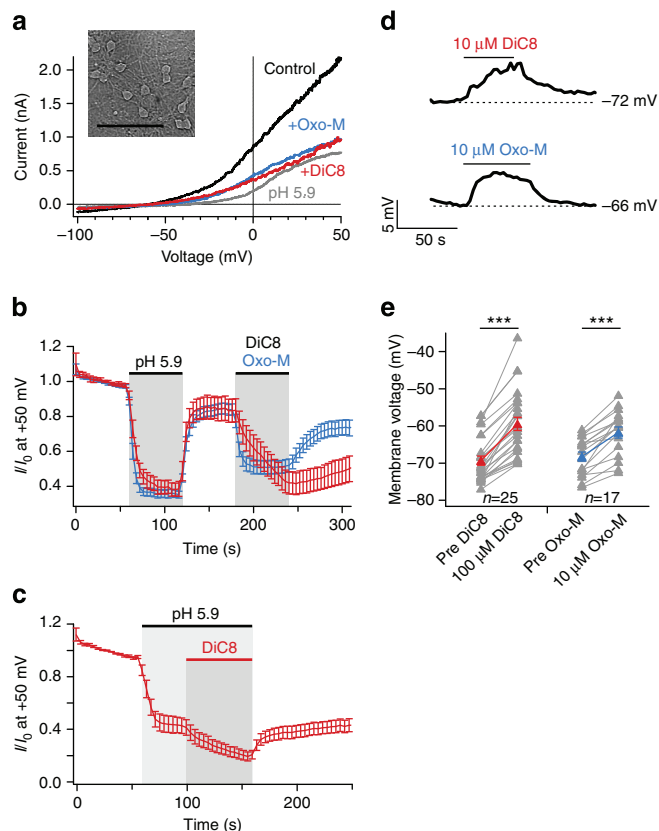 a
Control
+Oxo-M
+DiC8
pH 5.9
Current (nA)
2.0
1.5
1.0
0.5
0.0
−100
−50
0
50
Voltage (mV)
b
pH 5.9
DiC8
Oxo-M
I/I0 at +50 mV
1.2
1.0
0.8
0.6
0.4
0.2
0
100
200
300
Time (s)
c
pH 5.9
DiC8
I/I0 at +50 mV
1.2
0.8
0.4
0
0
100
200
Time (s)
d
10 μM DiC8
−72 mV
10 μM Oxo-M
−66 mV
5 mV
50 s
e
*** ***
Membrane voltage (mV)
−40
−50
−60
−70
−80
n=25 n=17
Pre DiC8
100 μM DiC8
Pre Oxo-M
10 μM Oxo-M